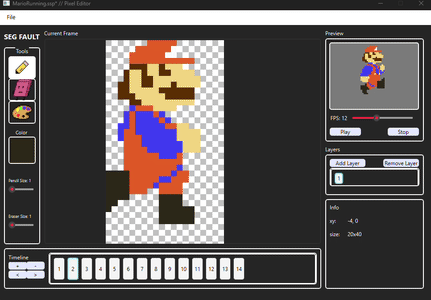 MarioRunning.ssp* // Pixel Editor
File
SEG FAULT
Tools
Color
Pencil Size: 1
Eraser Size: 1
Current Frame
Preview
FPS: 12
Play
Stop
Layers
Add Layer
Remove Layer
1
Info
xy: -4, 0
size: 20x40
Timeline
+
-
<
>
1 2 3 4 5 6 7 8 9 10 11 12 13 14